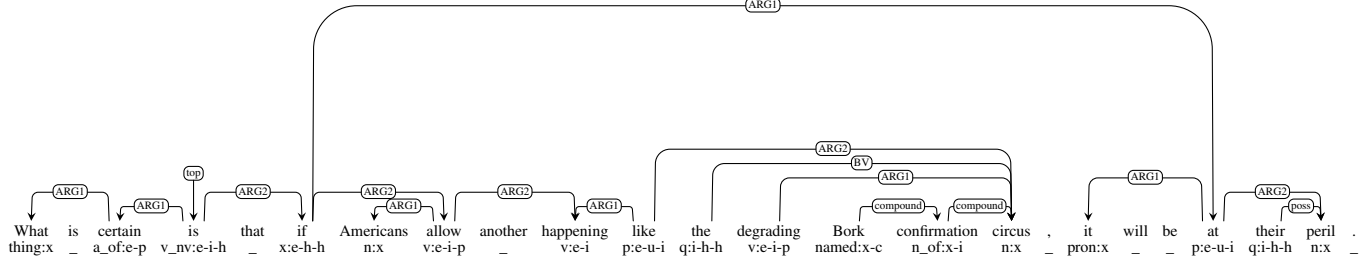 ARG1
ARG2
BV
top
ARG1 ARG2 ARG2 ARG2 ARG1 ARG1 ARG2
ARG1 ARG1 ARG1 compound compound poss
What is certain is that if Americans allow another happening like the degrading Bork confirmation circus , it will be at their peril .
thing:x _ a_of:e-p v_nv:e-i-h _ x:e-h-h n:x v:e-i-p _ v:e-i p:e-u-i q:i-h-h v:e-i-p named:x-c n_of:x-i n:x _ pron:x _ _ p:e-u-i q:i-h-h n:x _